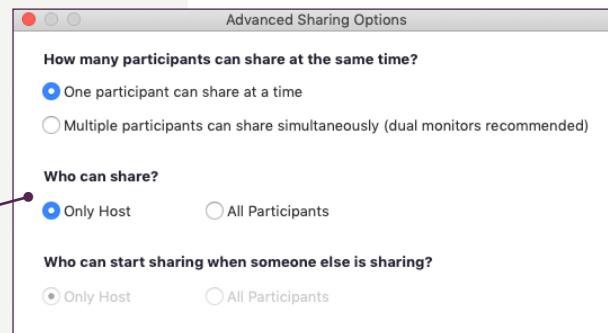 Advanced Sharing Options
How many participants can share at the same time?
One participant can share at a time
Multiple participants can share simultaneously (dual monitors recommended)
Who can share?
Only Host All Participants
Who can start sharing when someone else is sharing?
Only Host All Participants